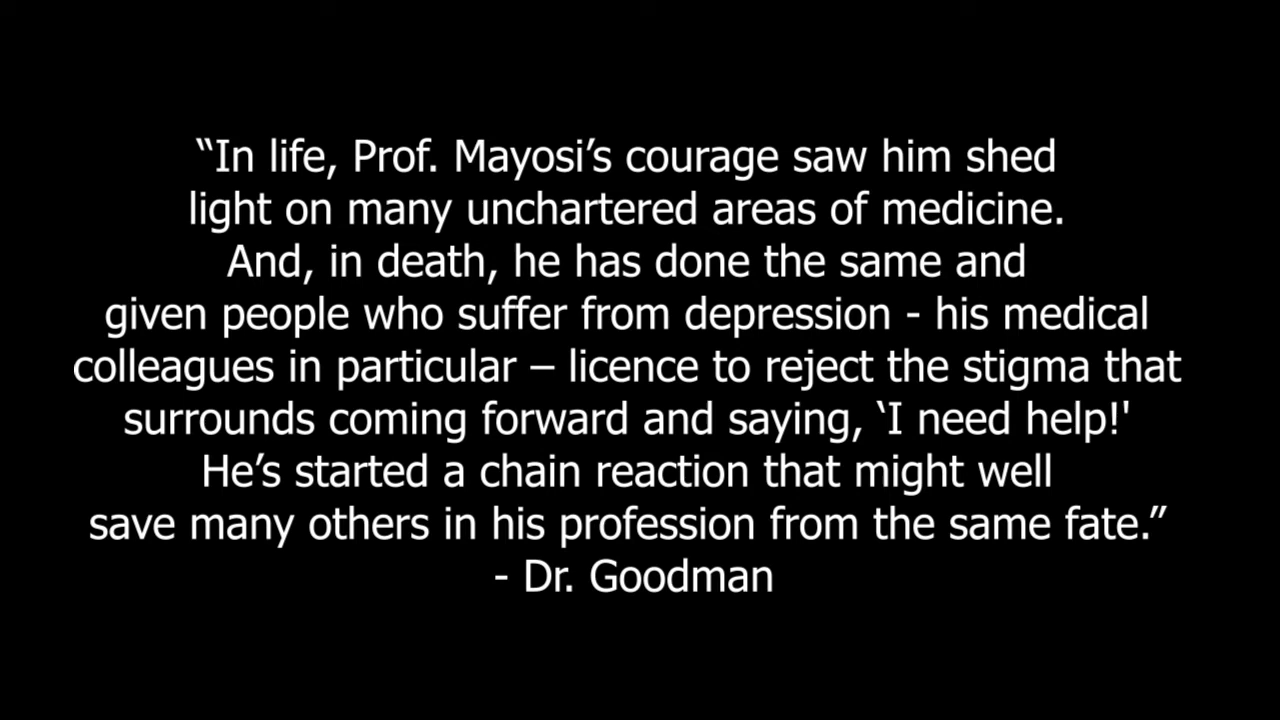 “In life, Prof. Mayosi’s courage saw him shed
light on many unchartered areas of medicine.
And, in death, he has done the same and
given people who suffer from depression - his medical
colleagues in particular – licence to reject the stigma that
surrounds coming forward and saying, ‘I need help!'
He’s started a chain reaction that might well
save many others in his profession from the same fate.”
- Dr. Goodman